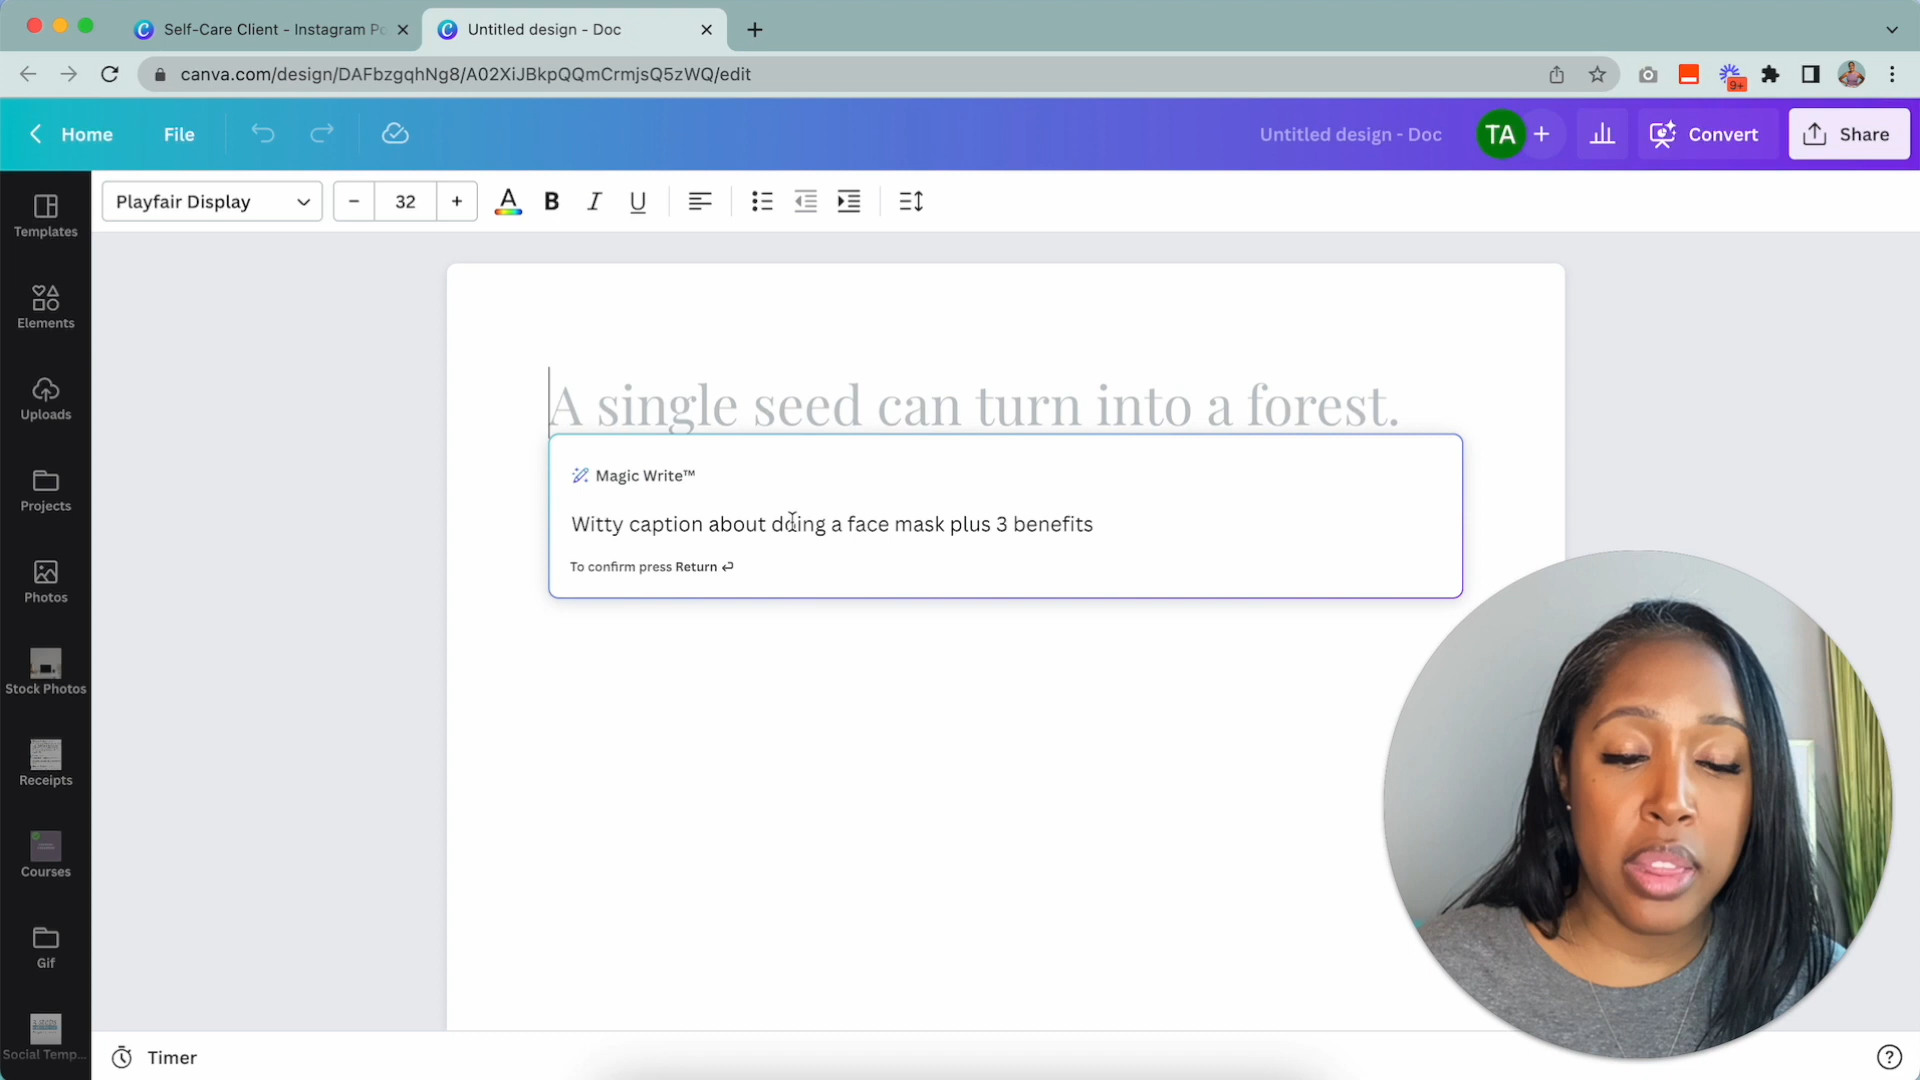 Self-Care Client - Instagram Po
Untitled design - Doc
canva.com/design/DAFbzgqhNg8/A02XiJBkpQQmCrmjsQ5zWQ/edit
9+
Home
File
Untitled design - Doc
TA
Convert
Share
Playfair Display
32
A
B
I
U
Templates
Elements
Uploads
Projects
Photos
Stock Photos
Receipts
Courses
Gif
Social Temp...
A single seed can turn into a forest.
Magic Write™
Witty caption about doing a face mask plus 3 benefits
To confirm press Return
Timer
?